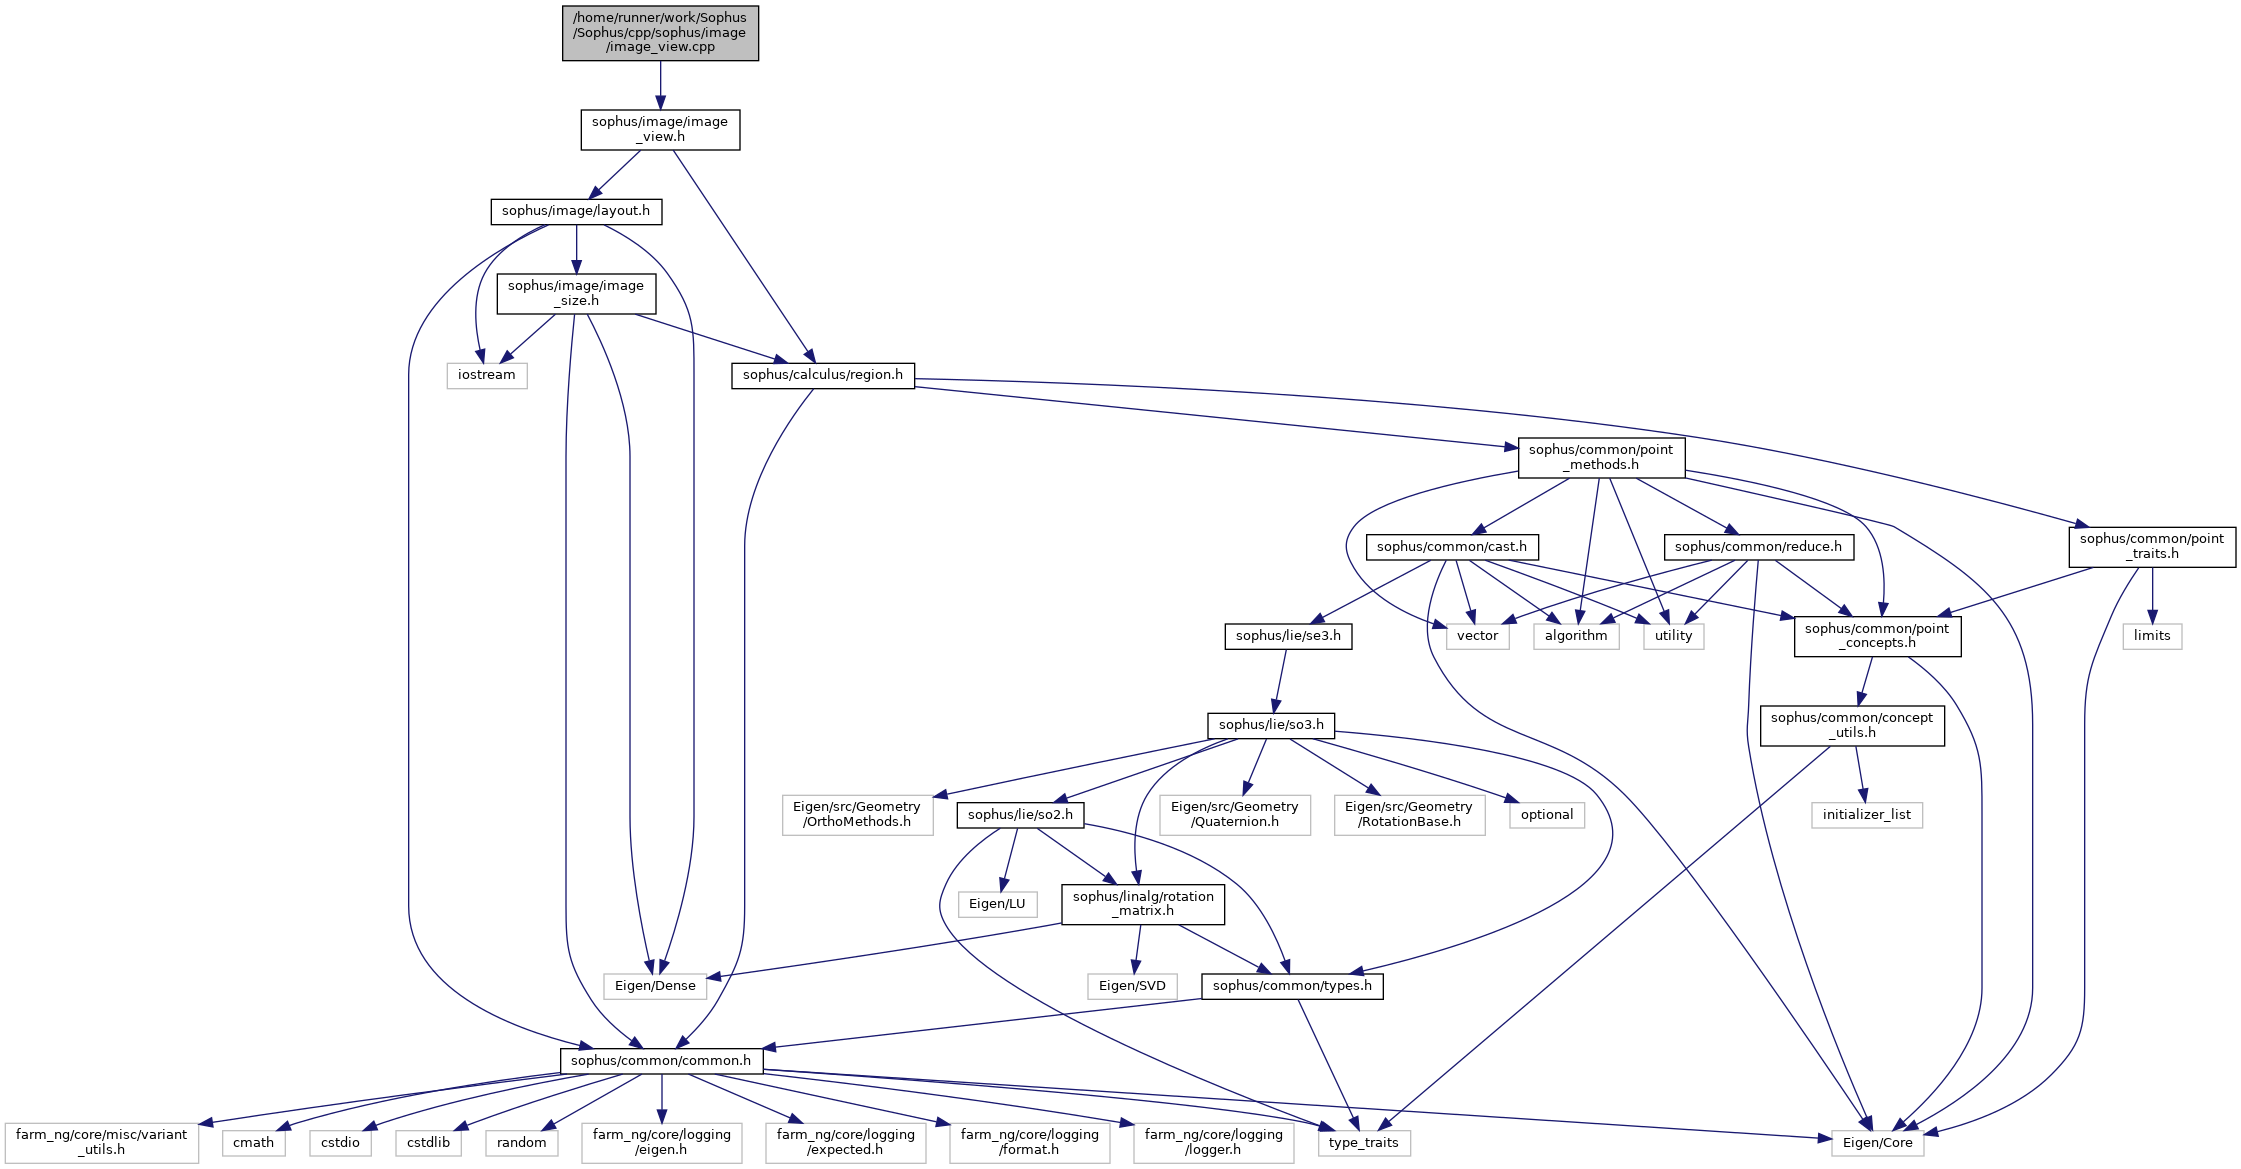 /home/runner/work/Sophus
/Sophus/cpp/sophus/image
/image_view.cpp
sophus/image/image
_view.h
sophus/image/layout.h
sophus/image/image
_size.h
iostream
sophus/calculus/region.h
sophus/common/point
_methods.h
sophus/common/cast.h
sophus/common/reduce.h
sophus/common/point
_traits.h
sophus/lie/se3.h
vector
algorithm
utility
sophus/common/point
_concepts.h
limits
sophus/lie/so3.h
sophus/common/concept
_utils.h
Eigen/src/Geometry
/OrthoMethods.h
sophus/lie/so2.h
Eigen/src/Geometry
/Quaternion.h
Eigen/src/Geometry
/RotationBase.h
optional
initializer_list
Eigen/LU
sophus/linalg/rotation
_matrix.h
Eigen/Dense
Eigen/SVD
sophus/common/types.h
sophus/common/common.h
farm_ng/core/misc/variant
_utils.h
cmath
cstdio
cstdlib
random
farm_ng/core/logging
/eigen.h
farm_ng/core/logging
/expected.h
farm_ng/core/logging
/format.h
farm_ng/core/logging
/logger.h
type_traits
Eigen/Core